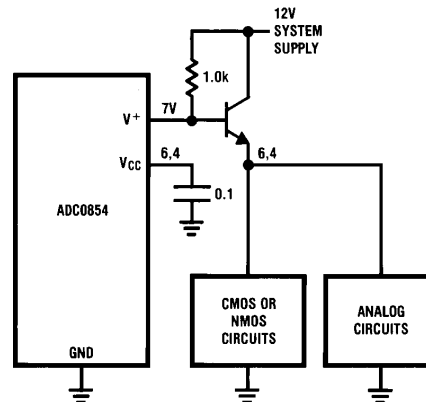 12V
SYSTEM
SUPPLY
1.0k
V+
7V
VCC
6,4
6,4
0.1
ADC0854
CMOS OR
NMOS
CIRCUITS
ANALOG
CIRCUITS
GND